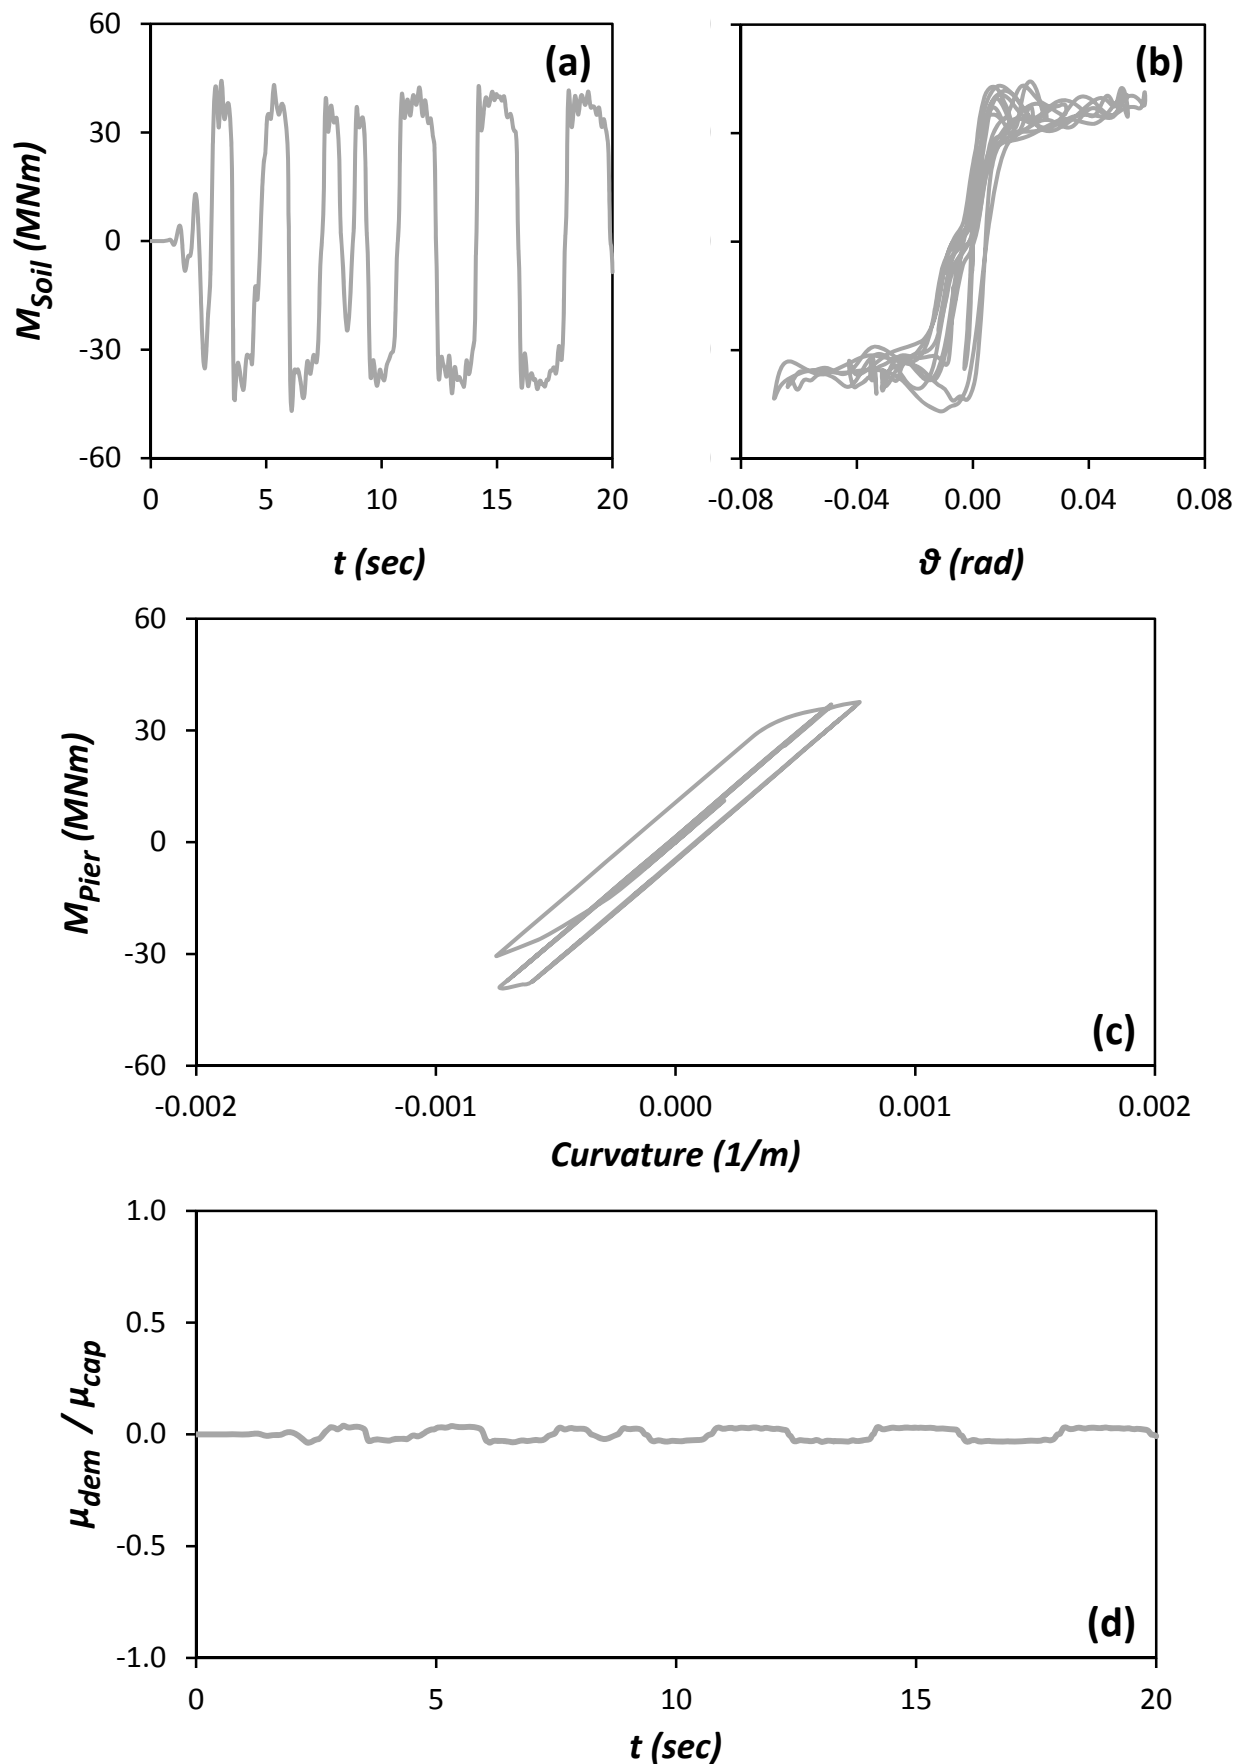 60
30
0
-30
-60
M_Soil (MNm)
0 5 10 15 20
t (sec)
(a)
-0.08 -0.04 0.00 0.04 0.08
ϑ (rad)
(b)
60
30
0
-30
-60
M_Pier (MNm)
-0.002 -0.001 0.000 0.001 0.002
Curvature (1/m)
(c)
1.0
0.5
0.0
-0.5
-1.0
μ_dem / μ_cap
0 5 10 15 20
t (sec)
(d)